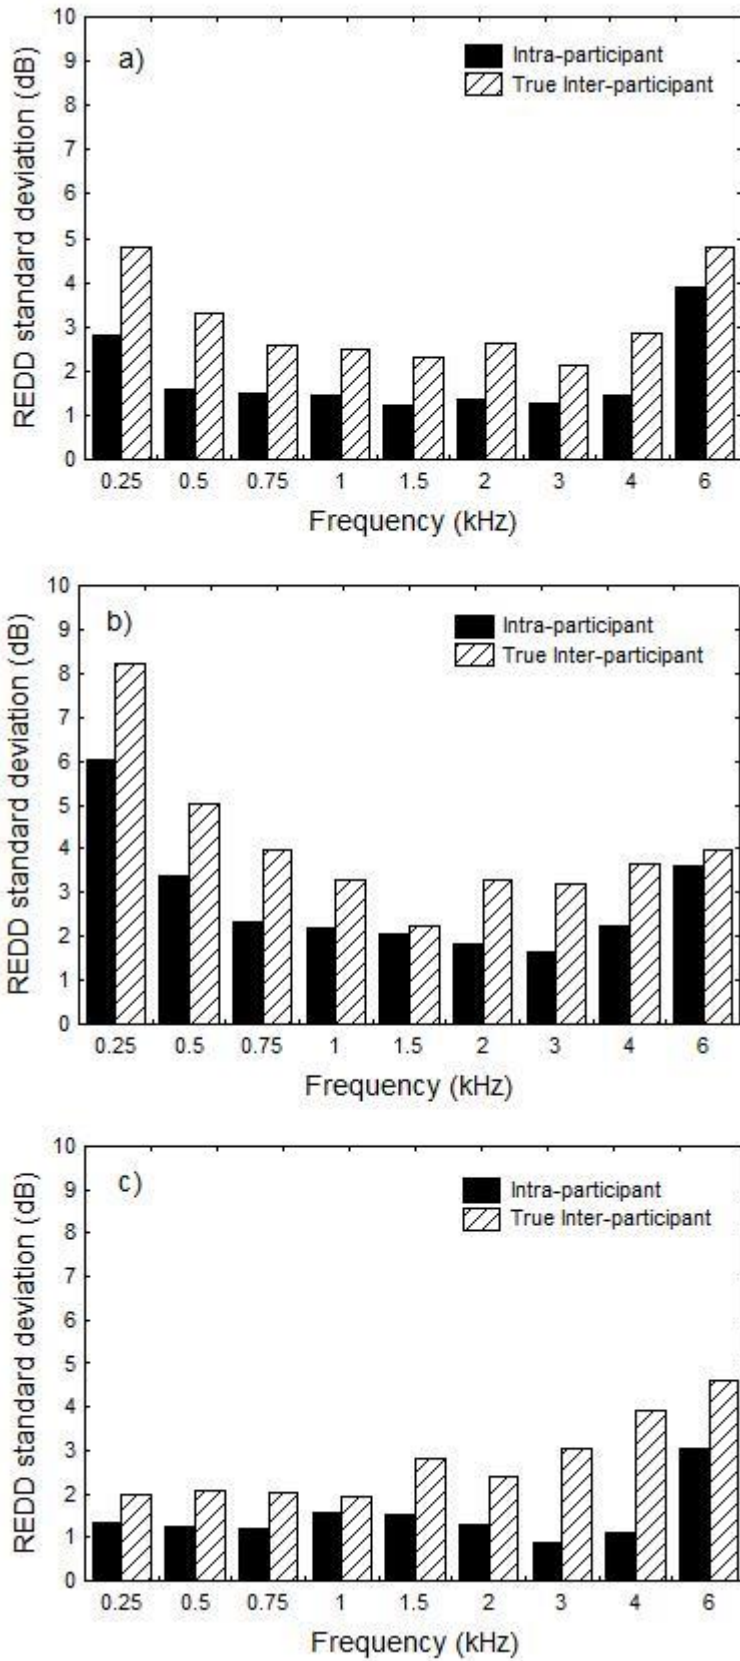 10
a)
Intra-participant
9
True Inter-participant
8
7
6
5
4
3
2
1
0
REDD standard deviation (dB)
0.25 0.5 0.75 1 1.5 2 3 4 6
Frequency (kHz)
10
b)
Intra-participant
9
True Inter-participant
8
7
6
5
4
3
2
1
0
REDD standard deviation (dB)
0.25 0.5 0.75 1 1.5 2 3 4 6
Frequency (kHz)
10
c)
Intra-participant
9
True Inter-participant
8
7
6
5
4
3
2
1
0
REDD standard deviation (dB)
0.25 0.5 0.75 1 1.5 2 3 4 6
Frequency (kHz)